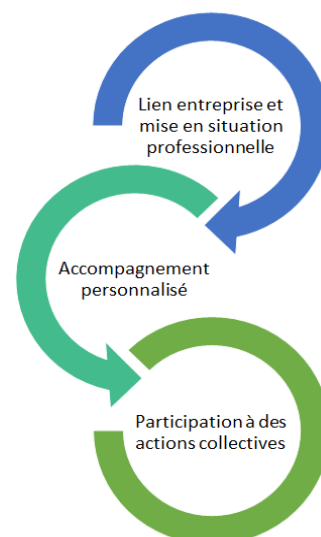 Lien entreprise et
mise en situation
professionnelle
Accompagnement
personnalisé
Participation à des
actions collectives